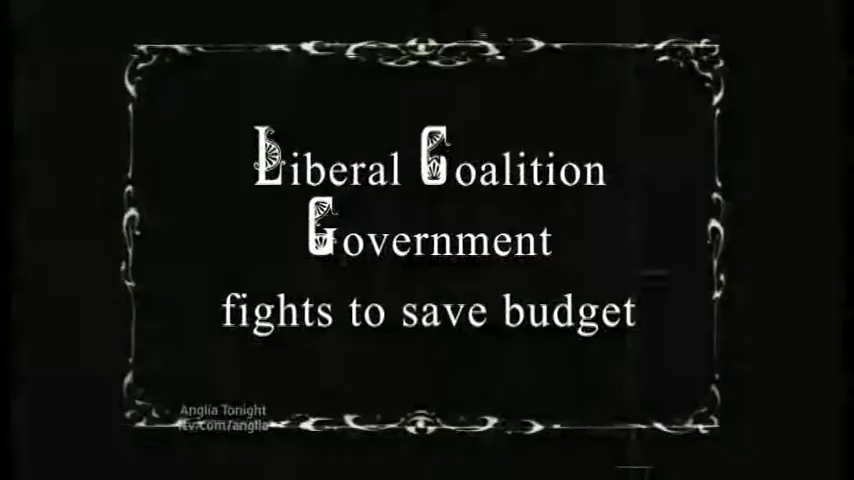 Liberal Coalition
Government
fights to save budget
Anglia Tonight
itv.com/anglia